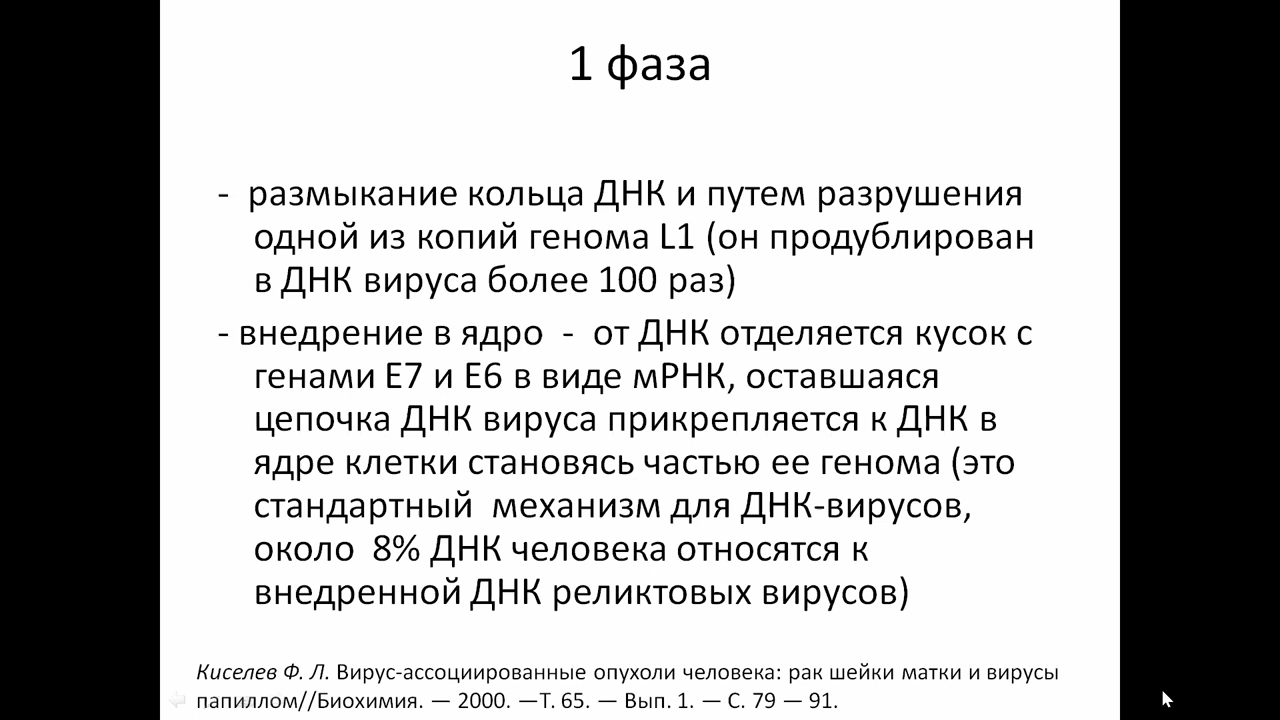 1 фаза
- размыкание кольца ДНК и путем разрушения
одной из копий генома L1 (он продублирован
в ДНК вируса более 100 раз)
- внедрение в ядро - от ДНК отделяется кусок с
генами Е7 и Е6 в виде мРНК, оставшаяся
цепочка ДНК вируса прикрепляется к ДНК в
ядре клетки становясь частью ее генома (это
стандартный механизм для ДНК-вирусов,
около 8% ДНК человека относятся к
внедренной ДНК реликтовых вирусов)
Киселев Ф. Л. Вирус-ассоциированные опухоли человека: рак шейки матки и вирусы
папиллом//Биохимия. — 2000. —Т. 65. — Вып. 1. — С. 79 — 91.